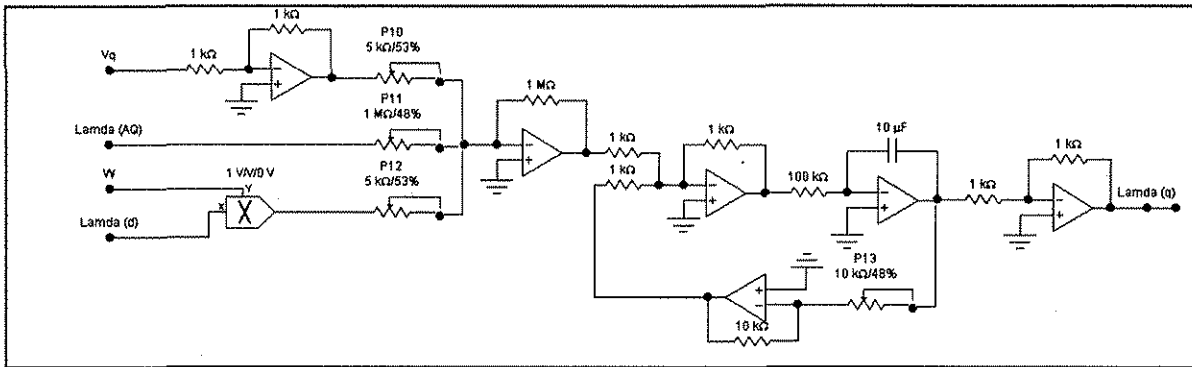 1 kΩ
Vq
1 kΩ
P10
5 kΩ/53%
P11
1 MΩ/48%
Lamda (AQ)
P12
5 kΩ/53%
W
1 V/V/0 V
Y
X
Lamda (d)
1 MΩ
1 kΩ
1 kΩ
1 kΩ
100 kΩ
10 µF
1 kΩ
1 kΩ
Lamda (q)
P13
10 kΩ/48%
10 kΩ